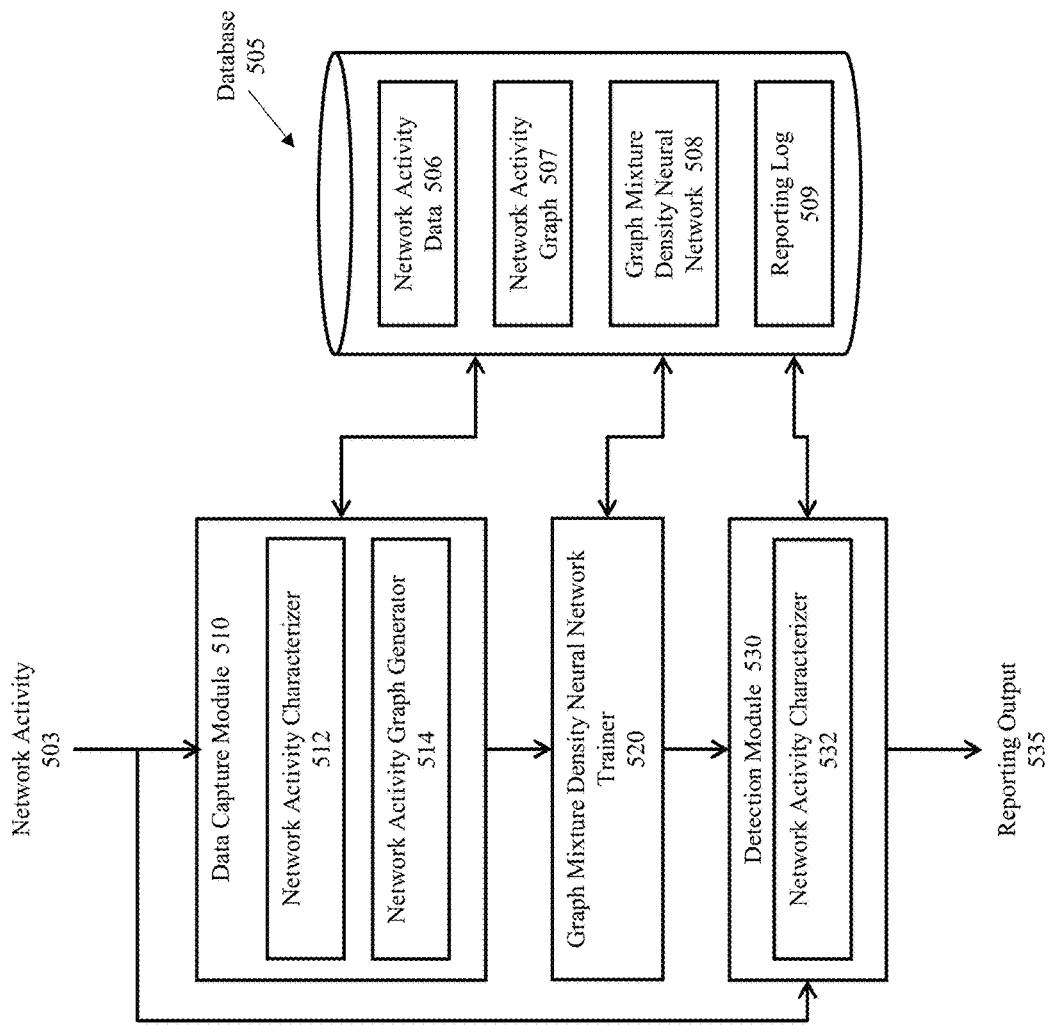 Network Activity
503
Data Capture Module 510
Network Activity Characterizer
512
Network Activity Graph Generator
514
Graph Mixture Density Neural Network
Trainer
520
Detection Module 530
Network Activity Characterizer
532
Reporting Output
535
Database
505
Network Activity
Data 506
Network Activity
Graph 507
Graph Mixture
Density Neural
Network 508
Reporting Log
509